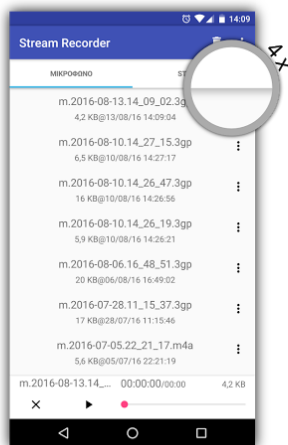 14:09
Stream Recorder
ΜΙΚΡΟΦΩΝΟ
4X
m.2016-08-13.14_09_02.3g
4,2 KB@13/08/16 14:09:04
m.2016-08-10.14_27_15.3gp
6,5 KB@10/08/16 14:27:17
m.2016-08-10.14_26_47.3gp
16 KB@10/08/16 14:26:56
m.2016-08-10.14_26_19.3gp
5,9 KB@10/08/16 14:26:21
m.2016-08-06.16_48_51.3gp
20 KB@06/08/16 16:49:02
m.2016-07-28.11_15_37.3gp
17 KB@28/07/16 11:15:46
m.2016-07-05.22_21_17.m4a
5,6 KB@05/07/16 22:21:19
m.2016-08-13.14_... 00:00:00/00:00 4,2 KB